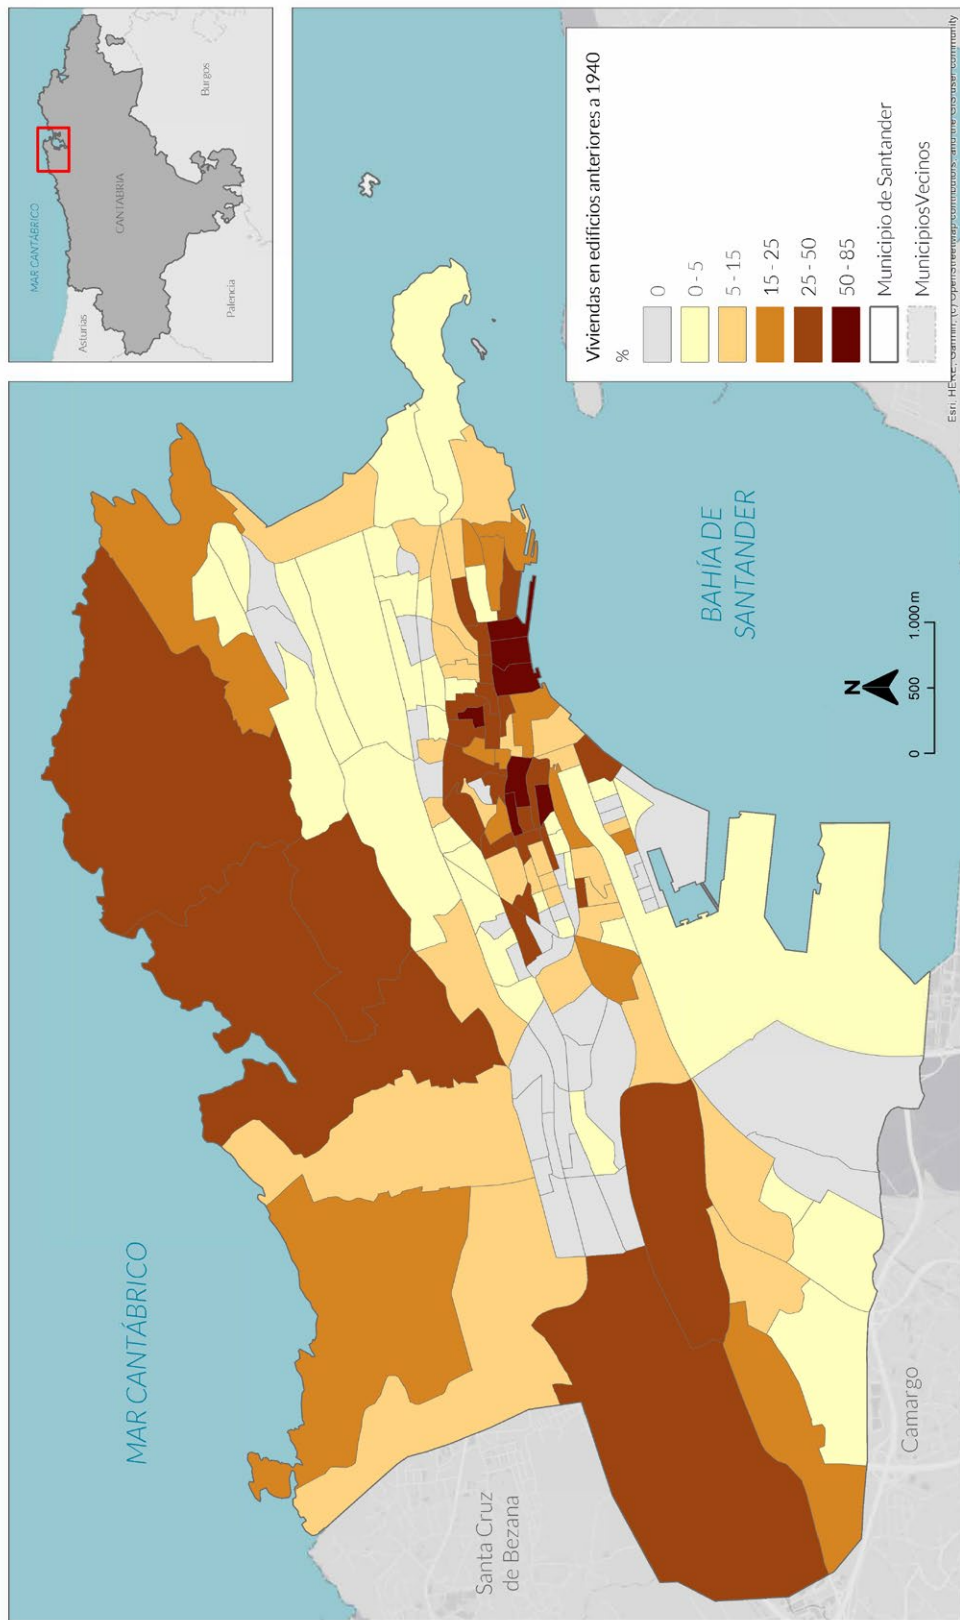 MAR CANTÁBRICO
Asturias
CANTABRIA
Palencia
Burgos
MAR CANTÁBRICO
Santa Cruz
de Bezana
Camargo
BAHÍA DE
SANTANDER
N
0 500 1.000 m
Viviendas en edificios anteriores a 1940
%
0
0 - 5
5 - 15
15 - 25
25 - 50
50 - 85
Municipio de Santander
MunicipiosVecinos
Esri, HERE, Garmin, (c) OpenStreetMap contributors, and the GIS user community